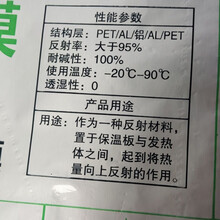 性能参数
结构层: PET/AL/铝/AL/PET
反射率: 大于95%
耐碱性: 100%
使用温度: -20℃-90℃
透湿性: 0
产品用途
用途: 作为一种反射材料,
置于保温板与发热
体之间, 起到将热
量向上反射的作用。
膜